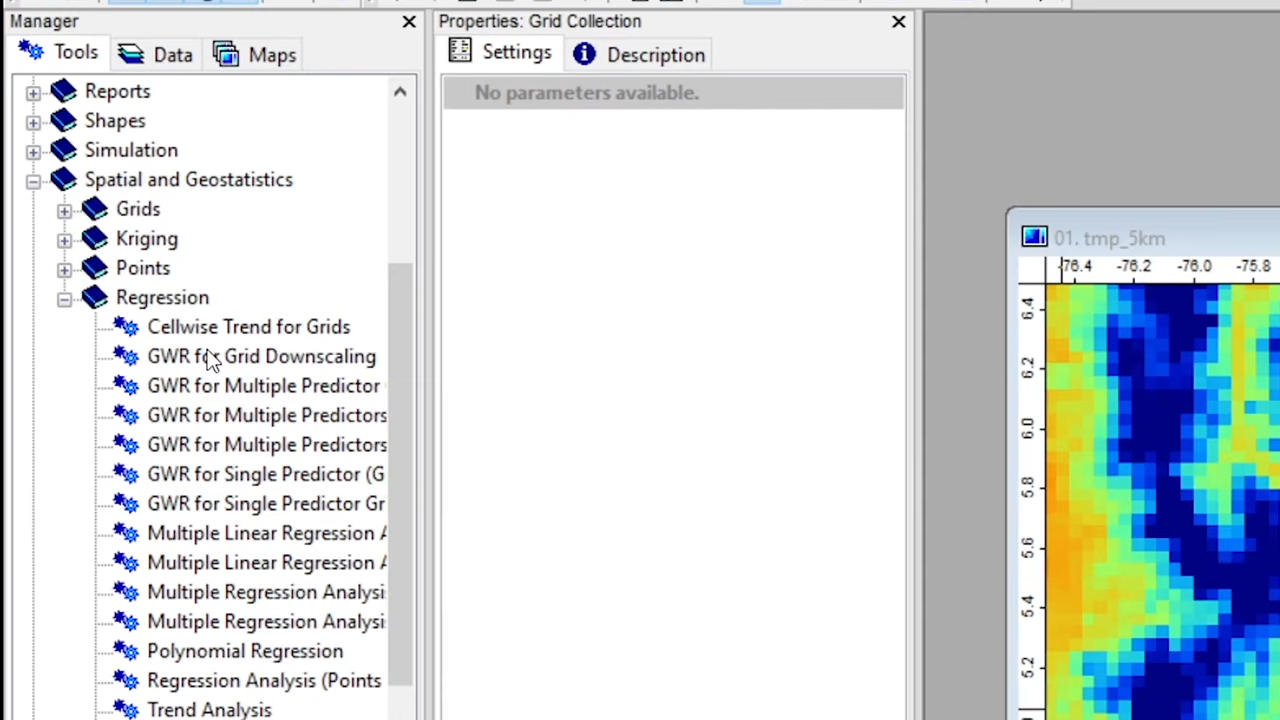 Manager
Tools
Data
Maps
Reports
Shapes
Simulation
Spatial and Geostatistics
Grids
Kriging
Points
Regression
Cellwise Trend for Grids
GWR for Grid Downscaling
GWR for Multiple Predictor
GWR for Multiple Predictors
GWR for Multiple Predictors
GWR for Single Predictor (G
GWR for Single Predictor Gr
Multiple Linear Regression A
Multiple Linear Regression A
Multiple Regression Analysi
Multiple Regression Analysi
Polynomial Regression
Regression Analysis (Points
Trend Analysis
Properties: Grid Collection
Settings
Description
No parameters available.
01. tmp_5km
-76.4 -76.2 -76.0 -75.8
6.4
6.2
6.0
5.8
5.6
5.4
5.2